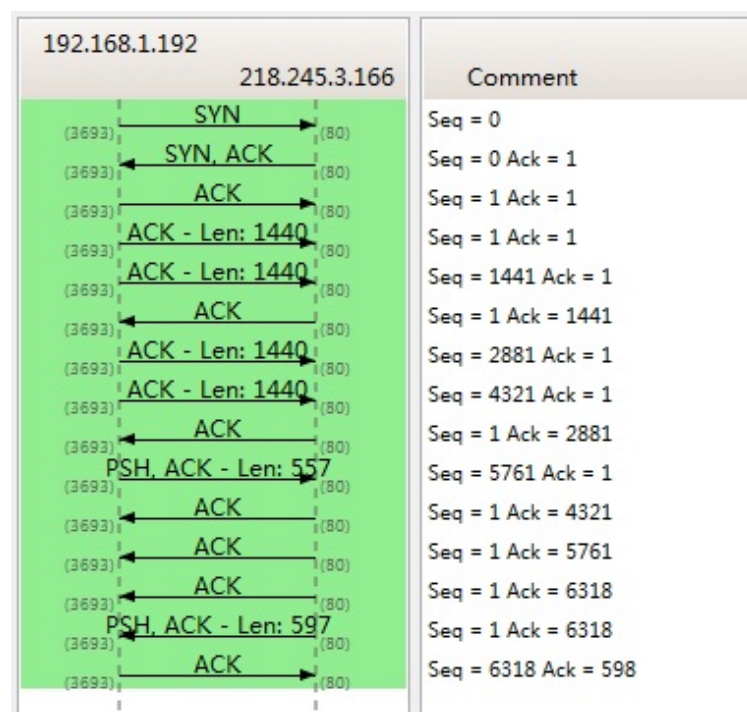 192.168.1.192
218.245.3.166 Comment
SYN
(3693) (80) Seq = 0
SYN, ACK
(3693) (80) Seq = 0 Ack = 1
ACK
(3693) (80) Seq = 1 Ack = 1
ACK - Len: 1440
(3693) (80) Seq = 1 Ack = 1
ACK - Len: 1440
(3693) (80) Seq = 1441 Ack = 1
ACK
(3693) (80) Seq = 1 Ack = 1441
ACK - Len: 1440
(3693) (80) Seq = 2881 Ack = 1
ACK - Len: 1440
(3693) (80) Seq = 4321 Ack = 1
ACK
(3693) (80) Seq = 1 Ack = 2881
PSH, ACK - Len: 557
(3693) (80) Seq = 5761 Ack = 1
ACK
(3693) (80) Seq = 1 Ack = 4321
ACK
(3693) (80) Seq = 1 Ack = 5761
ACK
(3693) (80) Seq = 1 Ack = 6318
PSH, ACK - Len: 597
(3693) (80) Seq = 1 Ack = 6318
ACK
(3693) (80) Seq = 6318 Ack = 598